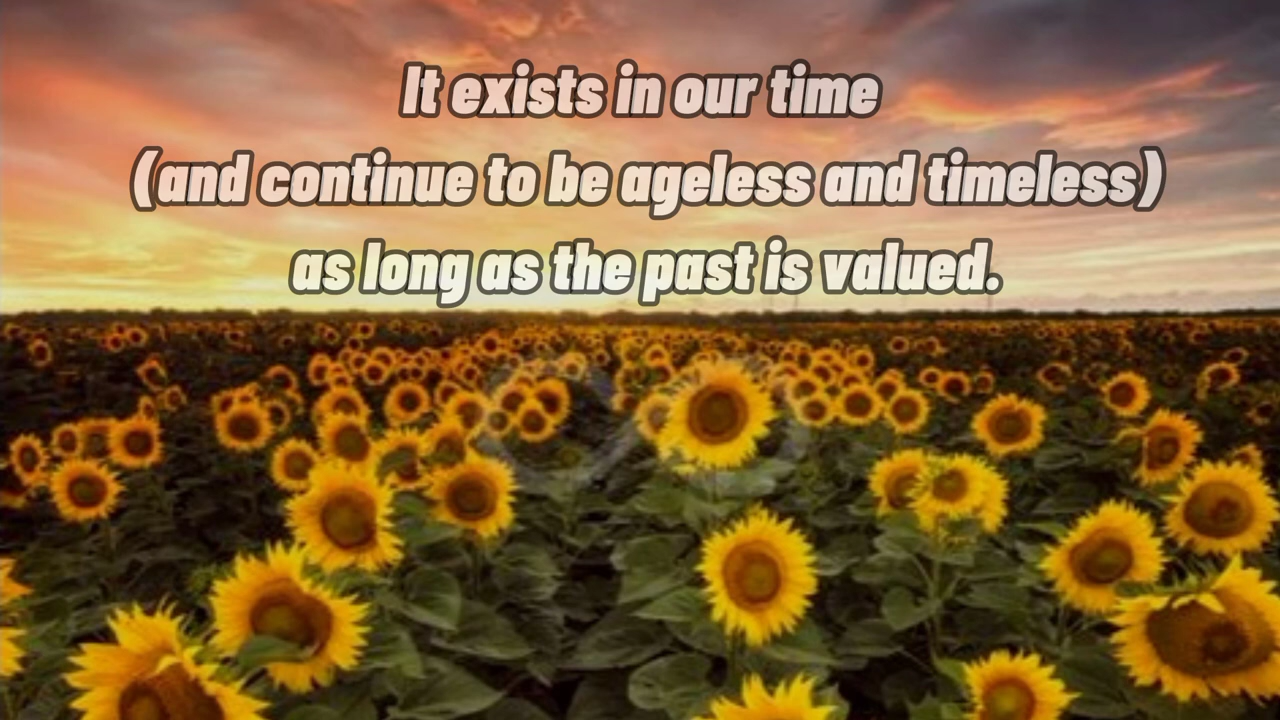 It exists in our time
(and continue to be ageless and timeless)
as long as the past is valued.